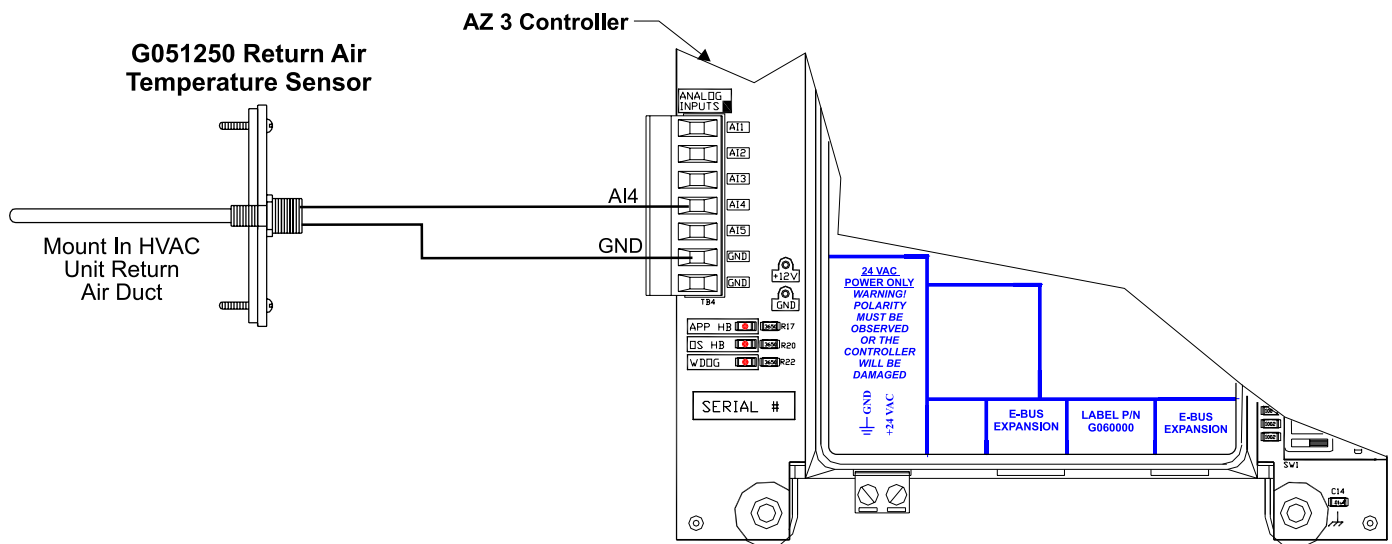 AZ 3 Controller
G051250 Return Air
Temperature Sensor
Mount In HVAC
Unit Return
Air Duct
AI4
GND
ANALOG
INPUTS
AI1
AI2
AI3
AI4
AI5
GND
GND
TB4
+12V
GND
APP HB
R17
OS HB
R20
WDOG
R22
SERIAL #
24 VAC
POWER ONLY
WARNING!
POLARITY
MUST BE
OBSERVED
OR THE
CONTROLLER
WILL BE
DAMAGED
GND
+24 VAC
E-BUS
EXPANSION
LABEL P/N
G060000
E-BUS
EXPANSION
SW1
C14